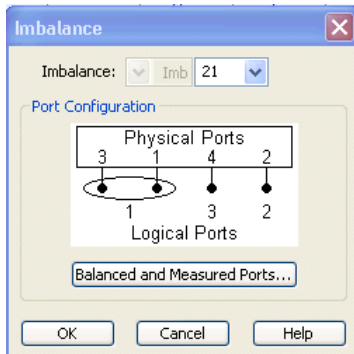 Imbalance
Imbalance: Imb 21
Port Configuration
Physical Ports
3 1 4 2
1 3 2
Logical Ports
Balanced and Measured Ports...
OK Cancel Help